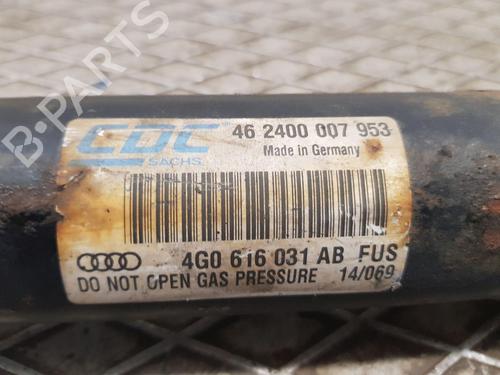 B-PARTS
CDC
SACHS
46 2400 007 953
Made in Germany
4G0 616 031 AB FUS
DO NOT OPEN GAS PRESSURE 14/069